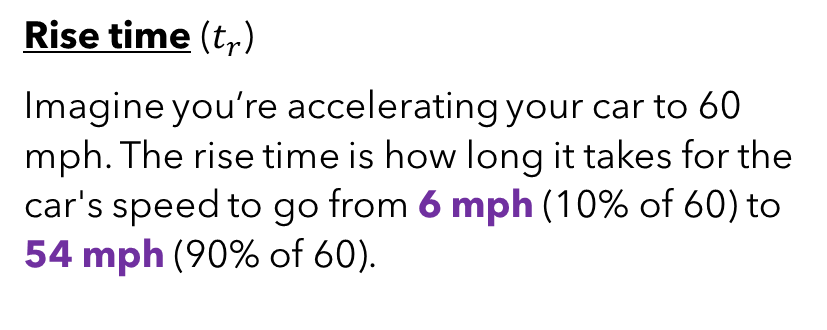 Rise time (tᵣ)
Imagine you’re accelerating your car to 60
mph. The rise time is how long it takes for the
car's speed to go from 6 mph (10% of 60) to
54 mph (90% of 60).